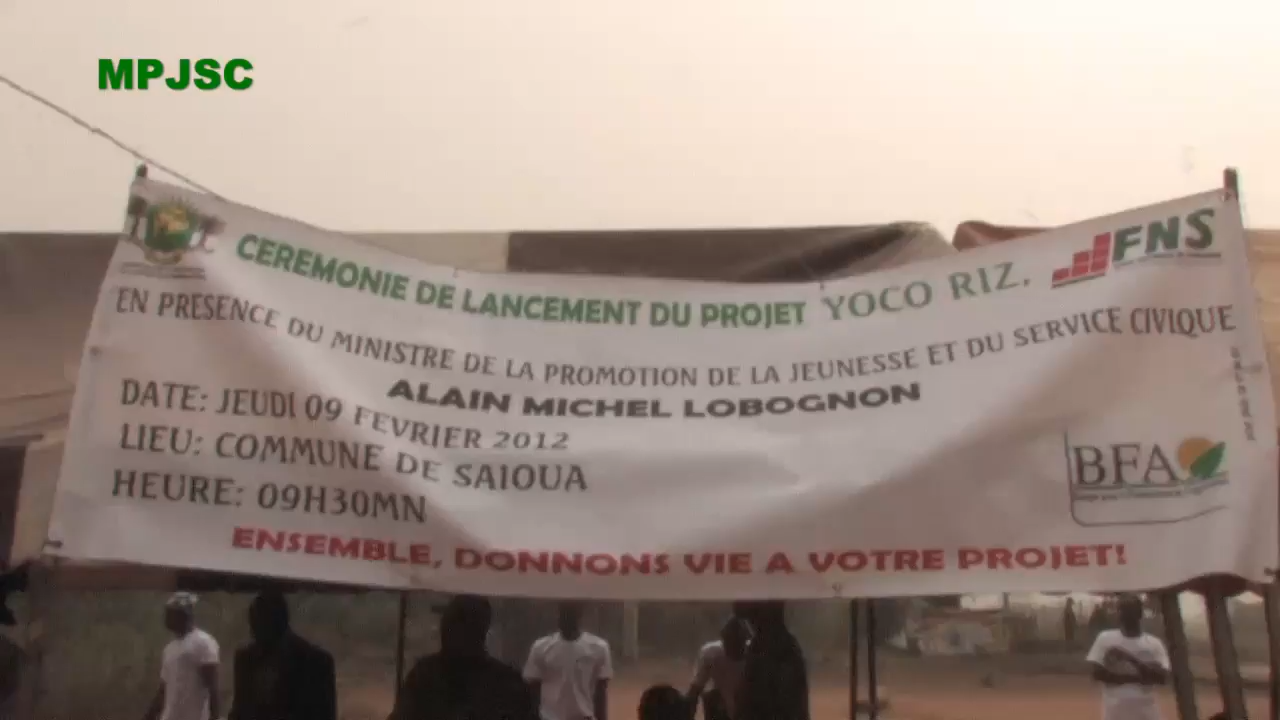 MPJSC
CEREMONIE DE LANCEMENT DU PROJET YOCO RIZ.
FNS
EN PRESENCE DU MINISTRE DE LA PROMOTION DE LA JEUNESSE ET DU SERVICE CIVIQUE
ALAIN MICHEL LOBOGNON
DATE: JEUDI 09 FEVRIER 2012
LIEU: COMMUNE DE SAIOUA
HEURE: 09H30MN
BFA
ENSEMBLE, DONNONS VIE A VOTRE PROJET!